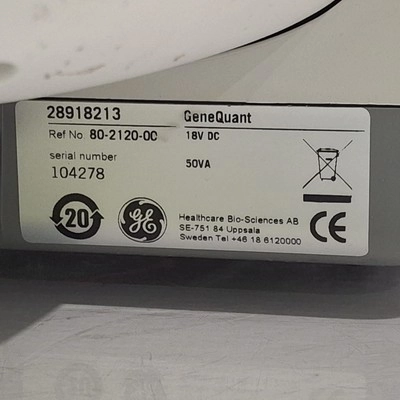 28918213 GeneQuant
Ref No 80-2120-0C 18V DC
serial number 50VA
104278
20
GE
Healthcare Bio-Sciences AB
SE-751 84 Uppsala
Sweden Tel +46 18 6120000
CE